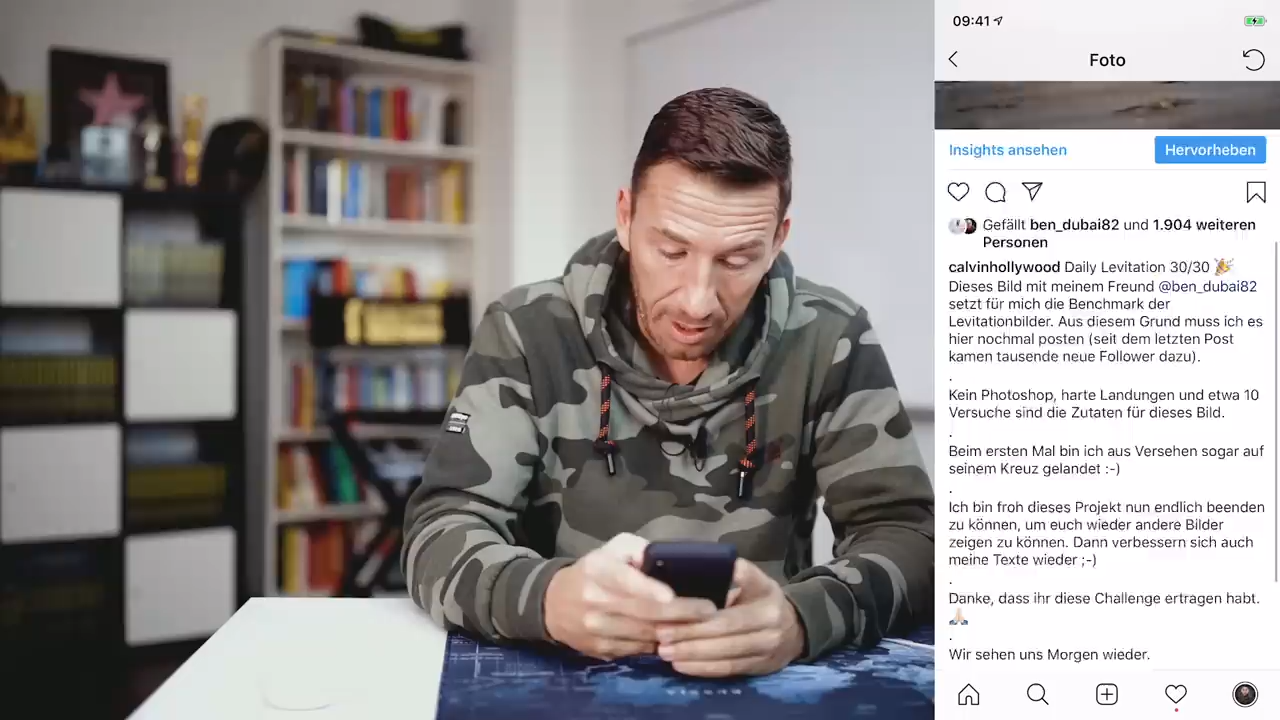 09:41
Foto
Insights ansehen
Hervorheben
Gefällt ben_dubai82 und 1.904 weiteren
Personen
calvinhollywood Daily Levitation 30/30 🎉
Dieses Bild mit meinem Freund @ben_dubai82
setzt für mich die Benchmark der
Levitationbilder. Aus diesem Grund muss ich es
hier nochmal posten (seit dem letzten Post
kamen tausende neue Follower dazu).
.
Kein Photoshop, harte Landungen und etwa 10
Versuche sind die Zutaten für dieses Bild.
.
Beim ersten Mal bin ich aus Versehen sogar auf
seinem Kreuz gelandet :-)
.
Ich bin froh dieses Projekt nun endlich beenden
zu können, um euch wieder andere Bilder
zeigen zu können. Dann verbessern sich auch
meine Texte wieder ;-)
.
Danke, dass ihr diese Challenge ertragen habt.
🙏🏻
.
Wir sehen uns Morgen wieder.